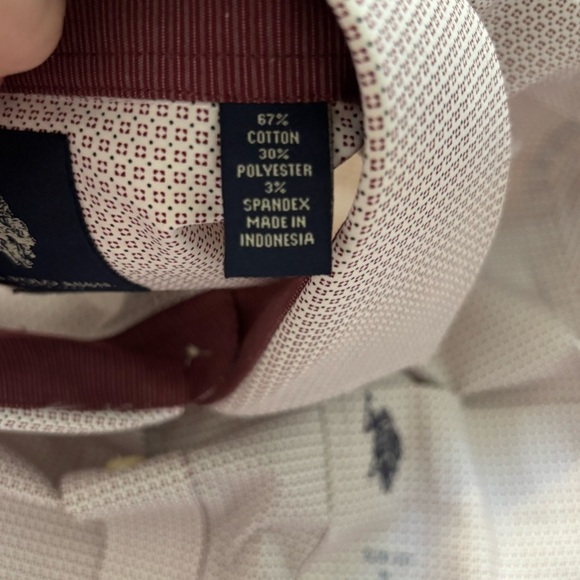 67%
COTTON
30%
POLYESTER
3%
SPANDEX
MADE IN
INDONESIA